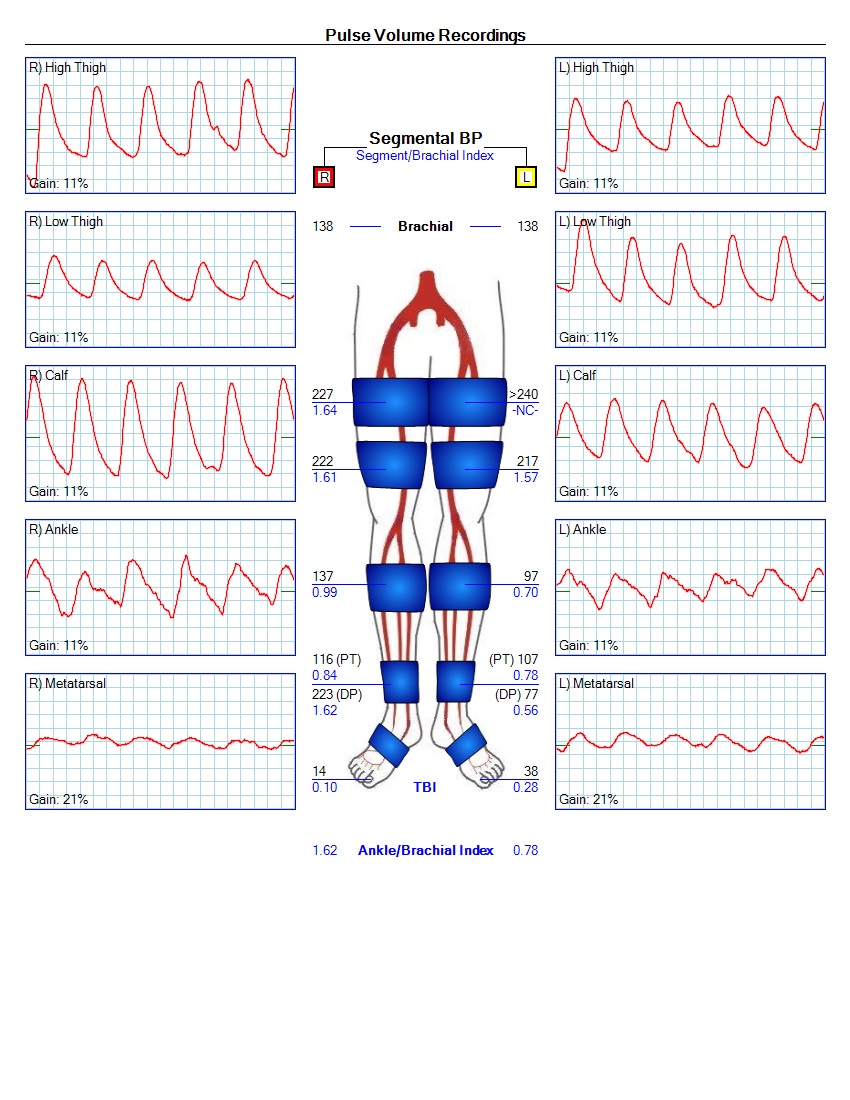 Pulse Volume Recordings
R) High Thigh
Gain: 11%
L) High Thigh
Gain: 11%
Segmental BP
Segment/Brachial Index
R
L
138 Brachial 138
R) Low Thigh
Gain: 11%
L) Low Thigh
Gain: 11%
R) Calf
Gain: 11%
L) Calf
Gain: 11%
227 >240
1.64 -NC-
222 217
1.61 1.57
R) Ankle
Gain: 11%
L) Ankle
Gain: 11%
137 97
0.99 0.70
116 (PT) (PT) 107
0.84 0.78
223 (DP) (DP) 77
1.62 0.56
R) Metatarsal
Gain: 21%
L) Metatarsal
Gain: 21%
14 38
0.10 TBI 0.28
1.62 Ankle/Brachial Index 0.78